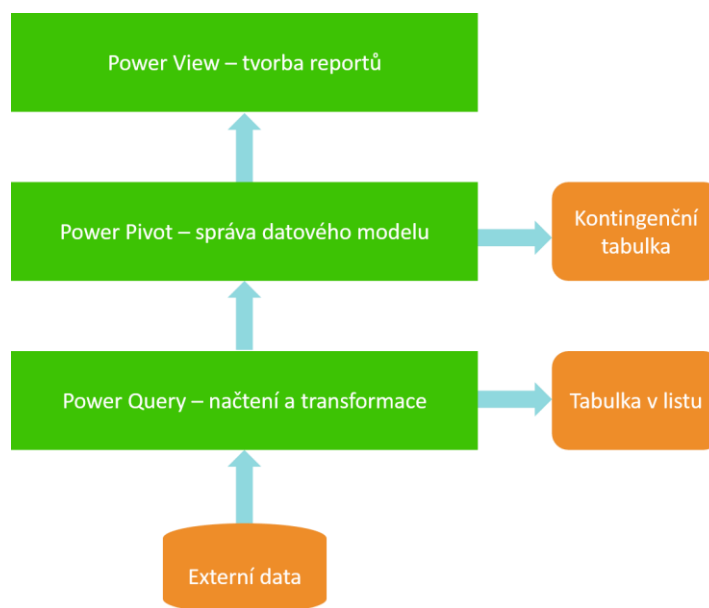 Power View – tvorba reportů
Power Pivot – správa datového modelu
Kontingenční
tabulka
Power Query – načtení a transformace
Tabulka v listu
Externí data